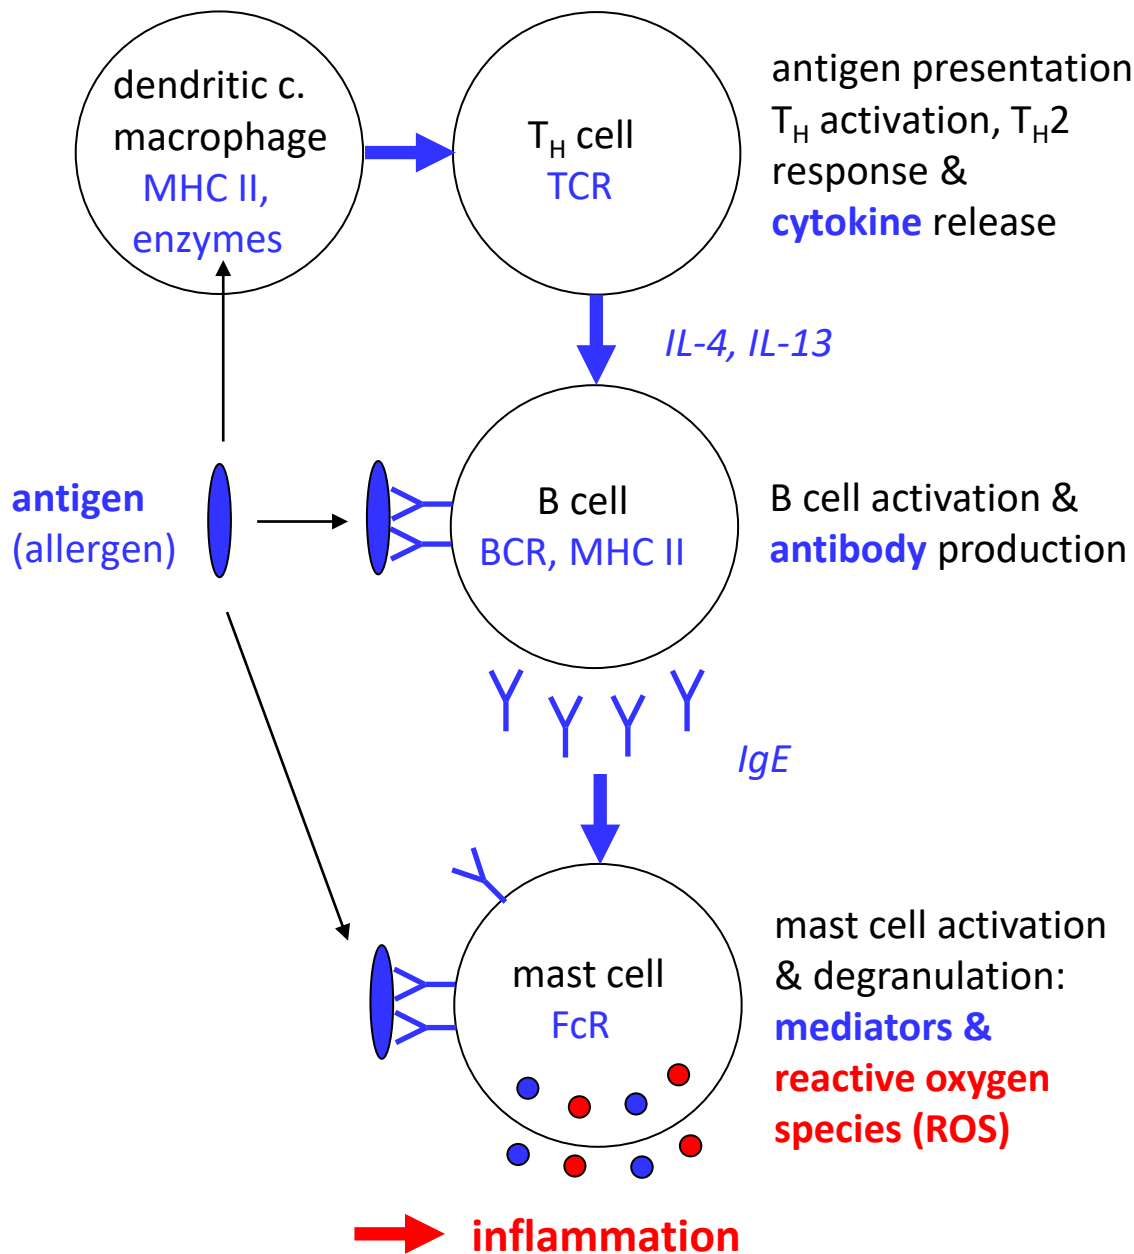 dendritic c.
macrophage
MHC II,
enzymes
TH cell
TCR
antigen presentation
TH activation, TH2
response &
cytokine release
IL-4, IL-13
antigen
(allergen)
B cell
BCR, MHC II
B cell activation &
antibody production
IgE
mast cell
FcR
mast cell activation
& degranulation:
mediators &
reactive oxygen
species (ROS)
inflammation